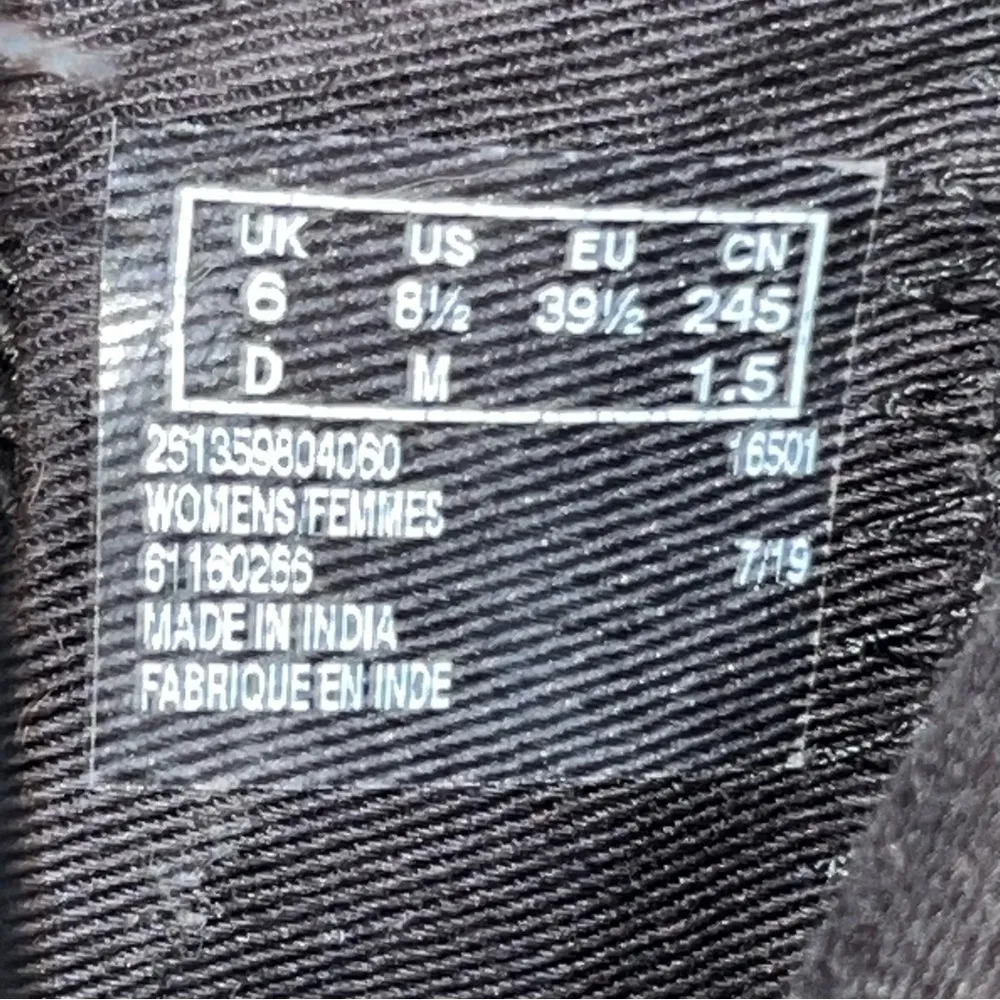 UK US EU CN
6 8½ 39½ 245
D M 1.5
261359804060 16501
WOMENS/FEMMES
61160266 7/19
MADE IN INDIA
FABRIQUE EN INDE